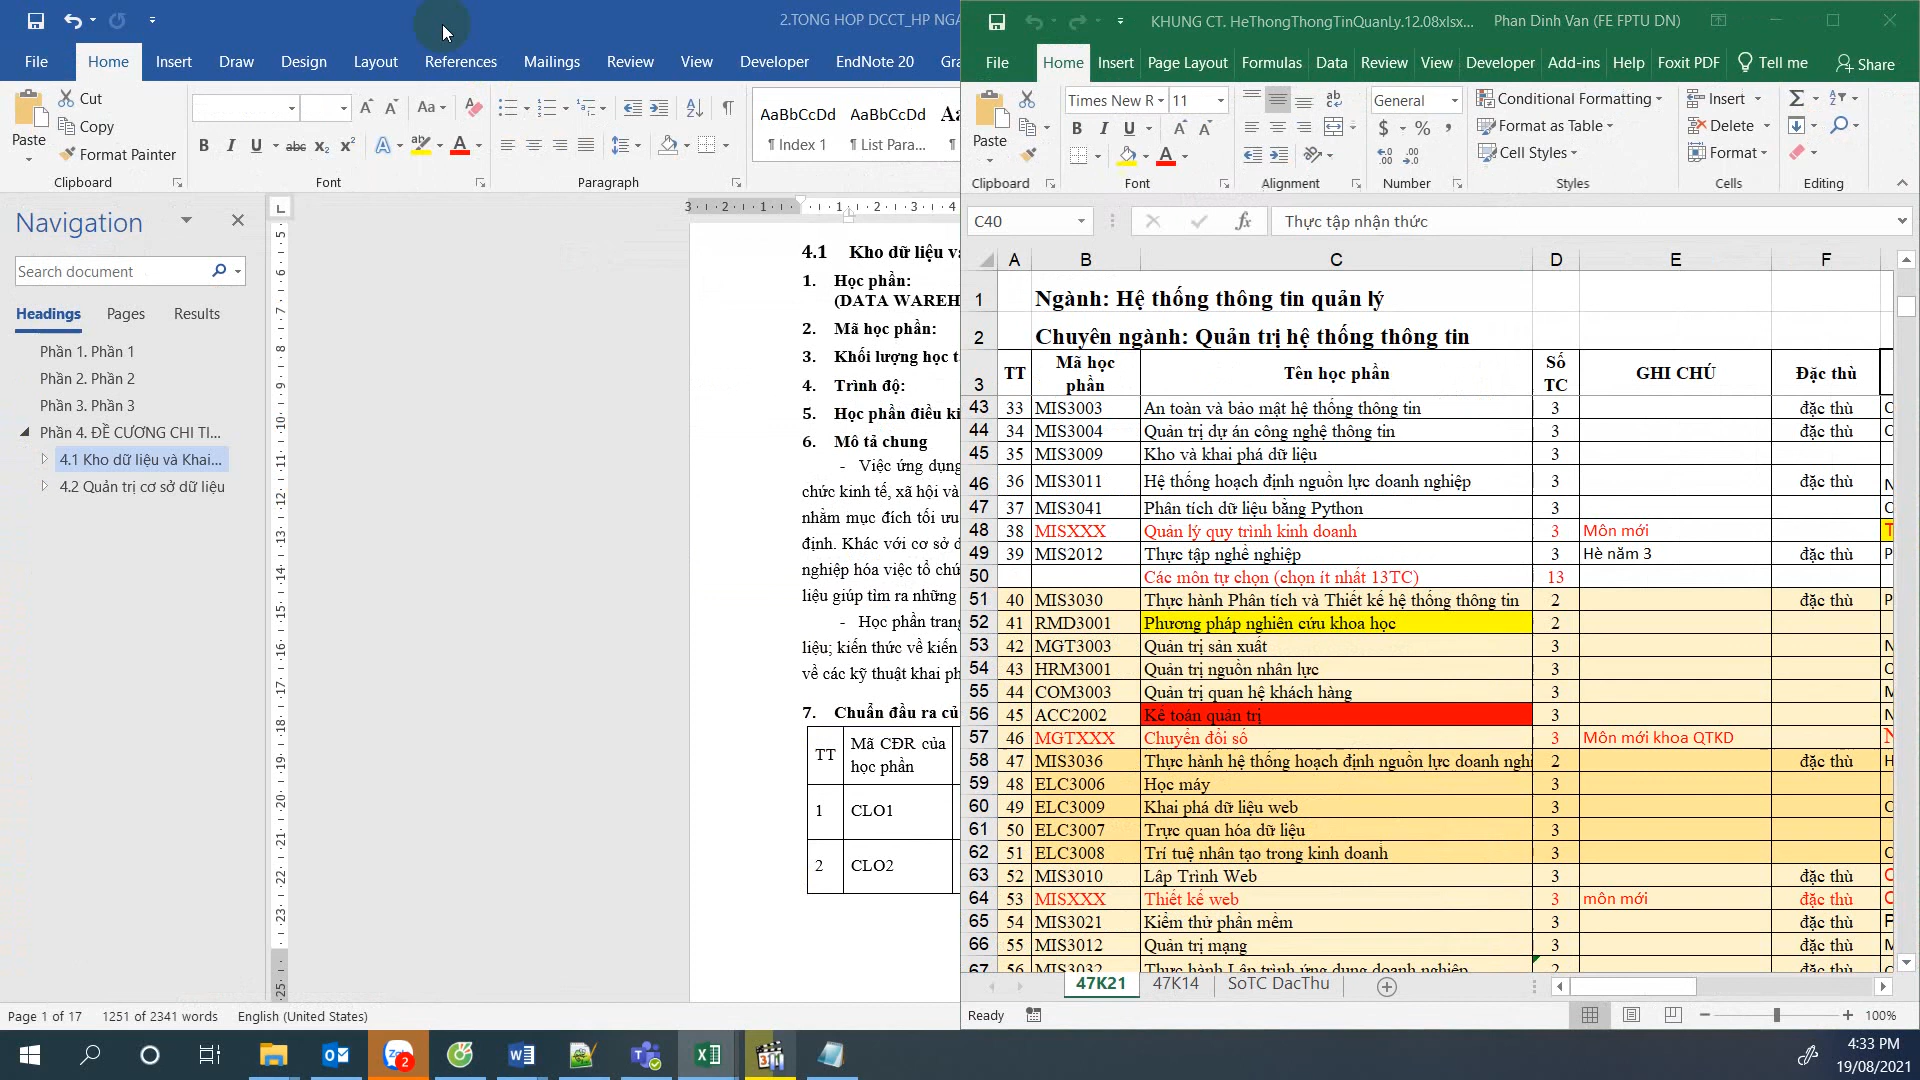 2.TONG HOP DCCT_HP NGA
File Home Insert Draw Design Layout References Mailings Review View Developer EndNote 20 Gra
Paste
Cut
Copy
Format Painter
Clipboard
Font
Paragraph
AaBbCcDd AaBbCcDd
¶ Index 1 ¶ List Para...
Navigation
Search document
Headings Pages Results
Phần 1. Phần 1
Phần 2. Phần 2
Phần 3. Phần 3
Phần 4. ĐỀ CƯƠNG CHI TI...
4.1 Kho dữ liệu và Khai...
4.2 Quản trị cơ sở dữ liệu
4.1 Kho dữ liệu v
1. Học phần:
(DATA WAREH
2. Mã học phần:
3. Khối lượng học t
4. Trình độ:
5. Học phần điều ki
6. Mô tả chung
- Việc ứng dụng
chức kinh tế, xã hội và
nhằm mục đích tối ưu
định. Khác với cơ sở d
nghiệp hóa việc tổ chứ
liệu giúp tìm ra những
- Học phần trang
liệu; kiến thức về kiến
về các kỹ thuật khai ph
7. Chuẩn đầu ra củ
TT Mã CĐR của học phần
1 CLO1
2 CLO2
Page 1 of 17 1251 of 2341 words English (United States)
KHUNG CT. HeThongThongTinQuanLy.12.08xlsx... Phan Dinh Van (FE FPTU DN)
File Home Insert Page Layout Formulas Data Review View Developer Add-ins Help Foxit PDF Tell me Share
Paste
Times New R 11
General
Conditional Formatting
Format as Table
Cell Styles
Insert
Delete
Format
Clipboard Font Alignment Number Styles Cells Editing
C40 fx Thực tập nhận thức
A B C D E F
1 Ngành: Hệ thống thông tin quản lý
2 Chuyên ngành: Quản trị hệ thống thông tin
3 TT Mã học phần Tên học phần Số TC GHI CHÚ Đặc thù
43 33 MIS3003 An toàn và bảo mật hệ thống thông tin 3 đặc thù
44 34 MIS3004 Quản trị dự án công nghệ thông tin 3 đặc thù
45 35 MIS3009 Kho và khai phá dữ liệu 3
46 36 MIS3011 Hệ thống hoạch định nguồn lực doanh nghiệp 3 đặc thù
47 37 MIS3041 Phân tích dữ liệu bằng Python 3
48 38 MISXXX Quản lý quy trình kinh doanh 3 Môn mới
49 39 MIS2012 Thực tập nghề nghiệp 3 Hè năm 3 đặc thù
50 Các môn tự chọn (chọn ít nhất 13TC) 13
51 40 MIS3030 Thực hành Phân tích và Thiết kế hệ thống thông tin 2 đặc thù
52 41 RMD3001 Phương pháp nghiên cứu khoa học 2
53 42 MGT3003 Quản trị sản xuất 3
54 43 HRM3001 Quản trị nguồn nhân lực 3
55 44 COM3003 Quản trị quan hệ khách hàng 3
56 45 ACC2002 Kế toán quản trị 3
57 46 MGTXXX Chuyển đổi số 3 Môn mới khoa QTKD
58 47 MIS3036 Thực hành hệ thống hoạch định nguồn lực doanh nghi 2 đặc thù
59 48 ELC3006 Học máy 3
60 49 ELC3009 Khai phá dữ liệu web 3
61 50 ELC3007 Trực quan hóa dữ liệu 3
62 51 ELC3008 Trí tuệ nhân tạo trong kinh doanh 3
63 52 MIS3010 Lập Trình Web 3 đặc thù
64 53 MISXXX Thiết kế web 3 môn mới đặc thù
65 54 MIS3021 Kiểm thử phần mềm 3 đặc thù
66 55 MIS3012 Quản trị mạng 3 đặc thù
67 56 MIS3032 Thực hành Lập trình ứng dụng doanh nghiệp 2 đặc thù
47K21 47K14 SoTC DacThu
Ready 100%
4:33 PM
19/08/2021